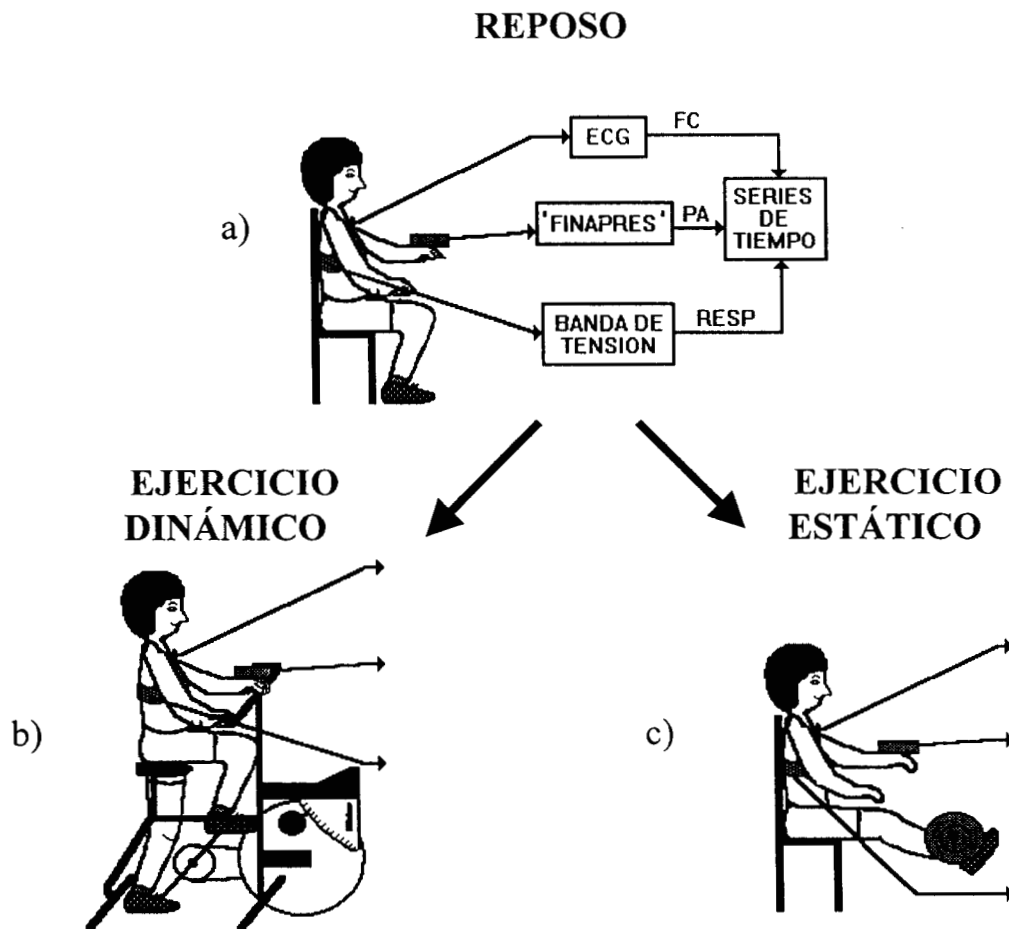 REPOSO
ECG
FC
a)
'FINAPRES'
PA
SERIES
DE
TIEMPO
BANDA DE
TENSION
RESP
EJERCICIO
DINÁMICO
EJERCICIO
ESTÁTICO
b)
c)